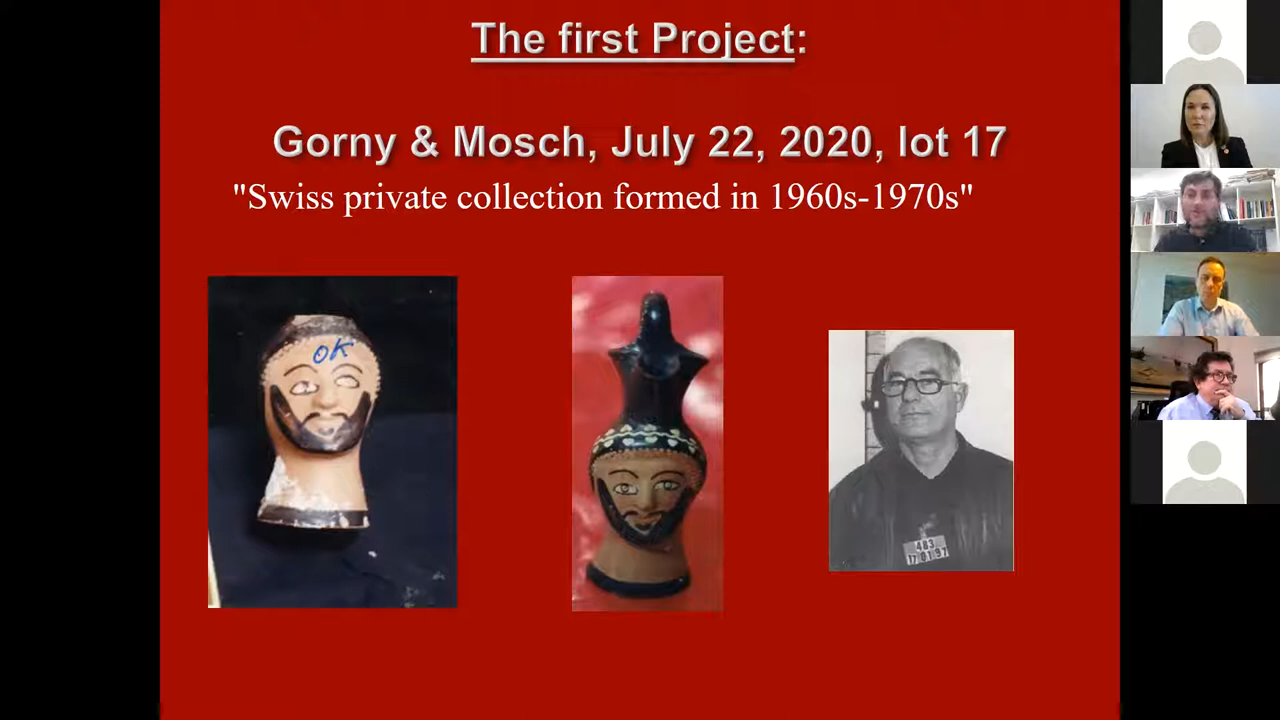 The first Project:
Gorny & Mosch, July 22, 2020, lot 17
"Swiss private collection formed in 1960s-1970s"
OK
483
17 01 97